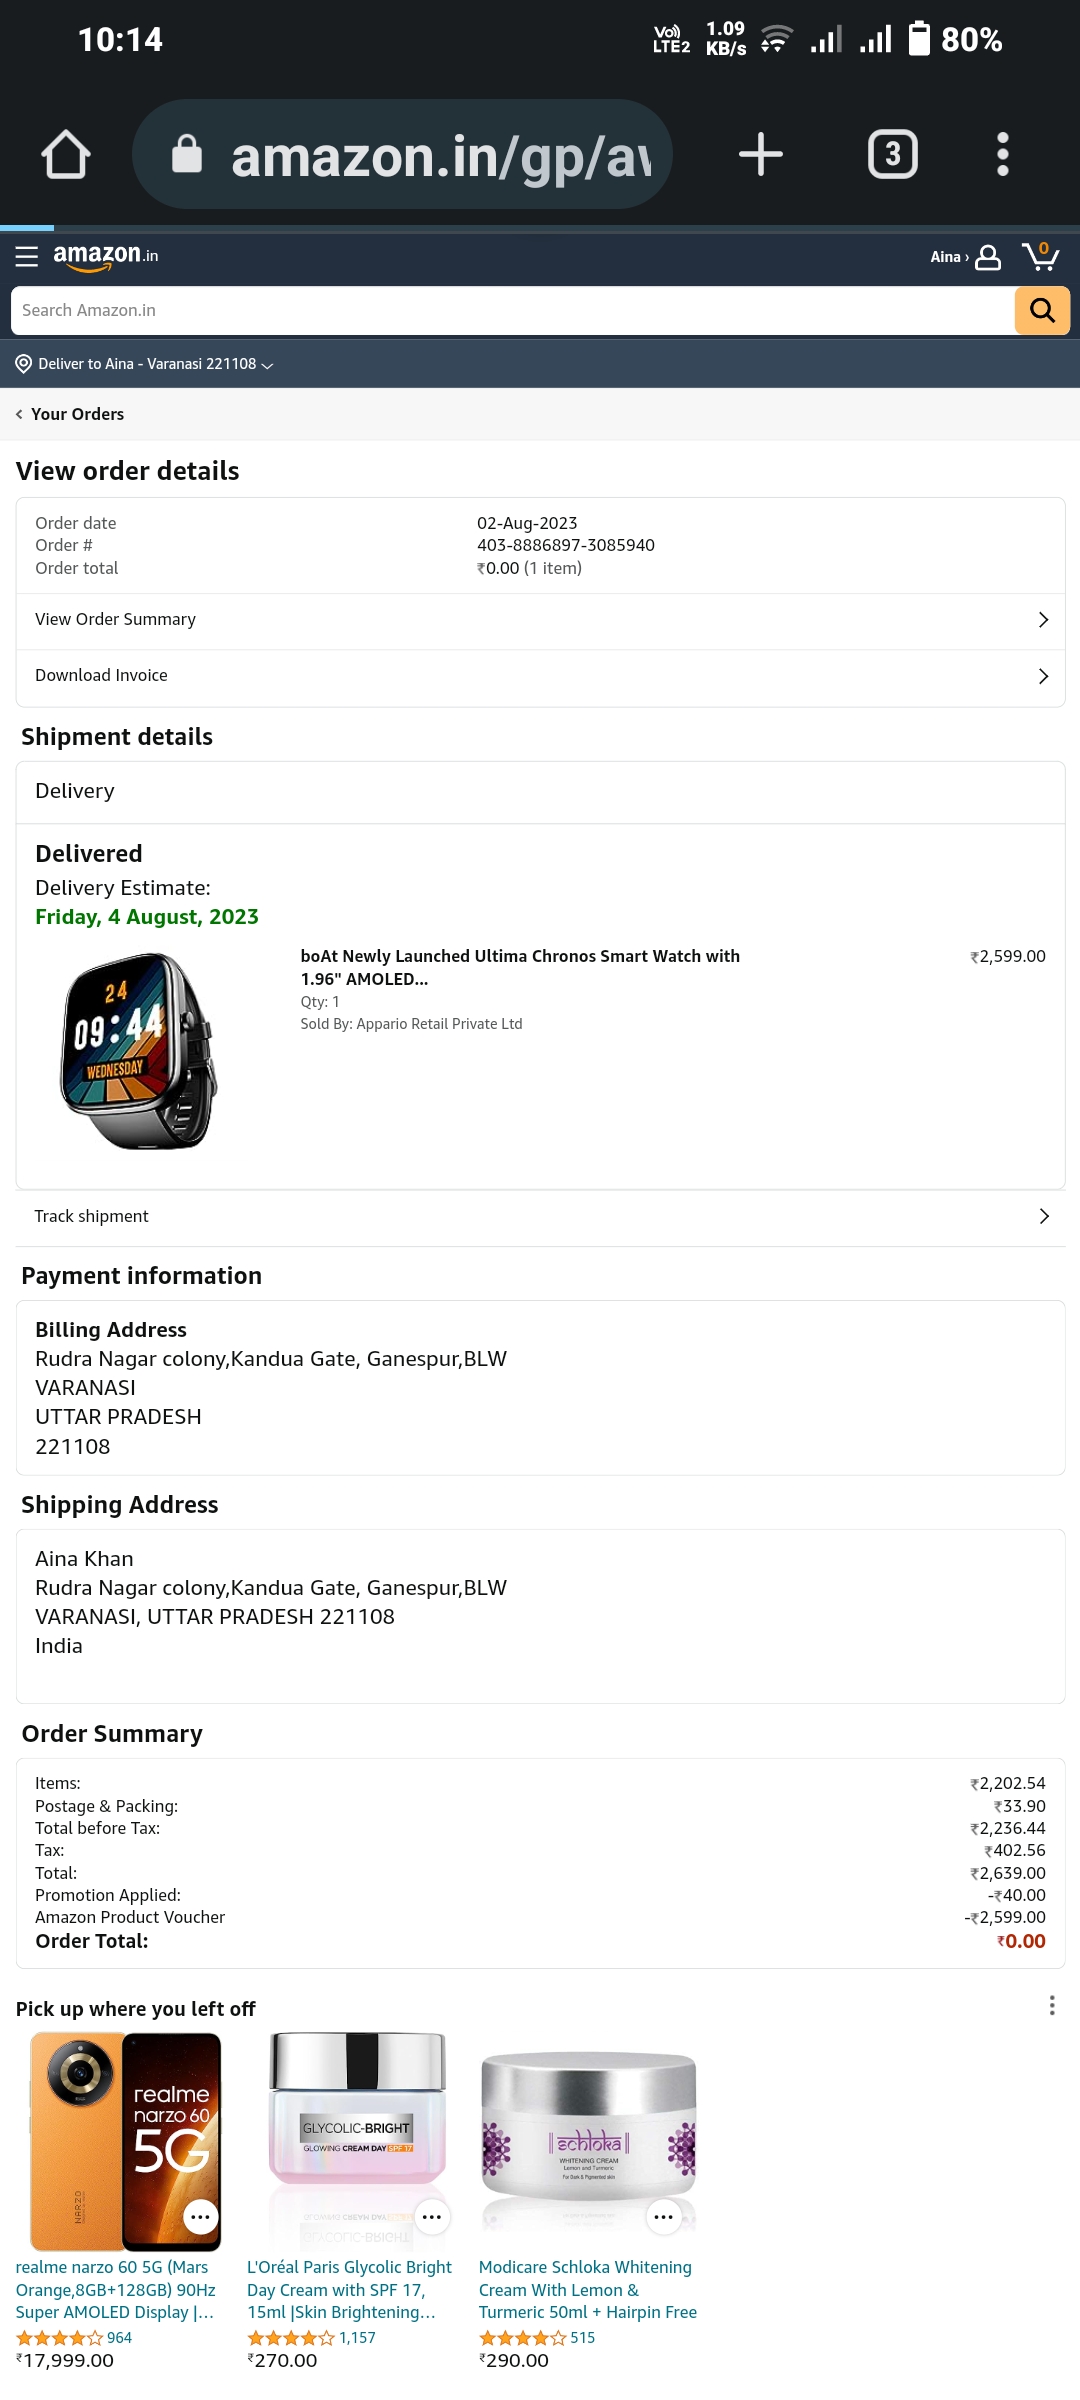 10:14
Vo)) LTE2 1.09 KB/s 80%
amazon.in/gp/a
3
amazon.in
Aina › 0
Search Amazon.in
Deliver to Aina - Varanasi 221108
‹ Your Orders
View order details
Order date 02-Aug-2023
Order # 403-8886897-3085940
Order total ₹0.00 (1 item)
View Order Summary
Download Invoice
Shipment details
Delivery
Delivered
Delivery Estimate:
Friday, 4 August, 2023
24
09:44
WEDNESDAY
boAt Newly Launched Ultima Chronos Smart Watch with ₹2,599.00
1.96" AMOLED...
Qty: 1
Sold By: Appario Retail Private Ltd
Track shipment
Payment information
Billing Address
Rudra Nagar colony,Kandua Gate, Ganespur,BLW
VARANASI
UTTAR PRADESH
221108
Shipping Address
Aina Khan
Rudra Nagar colony,Kandua Gate, Ganespur,BLW
VARANASI, UTTAR PRADESH 221108
India
Order Summary
Items: ₹2,202.54
Postage & Packing: ₹33.90
Total before Tax: ₹2,236.44
Tax: ₹402.56
Total: ₹2,639.00
Promotion Applied: -₹40.00
Amazon Product Voucher -₹2,599.00
Order Total: ₹0.00
Pick up where you left off
realme
narzo 60
5G
NARZO
GLYCOLIC-BRIGHT
GLOWING CREAM DAY SPF 17
schloka
WHITENING CREAM
Lemon and Turmeric
For Dark & Pigmented skin
realme narzo 60 5G (Mars
Orange,8GB+128GB) 90Hz
Super AMOLED Display |...
964
₹17,999.00
L'Oréal Paris Glycolic Bright
Day Cream with SPF 17,
15ml |Skin Brightening...
1,157
₹270.00
Modicare Schloka Whitening
Cream With Lemon &
Turmeric 50ml + Hairpin Free
515
₹290.00